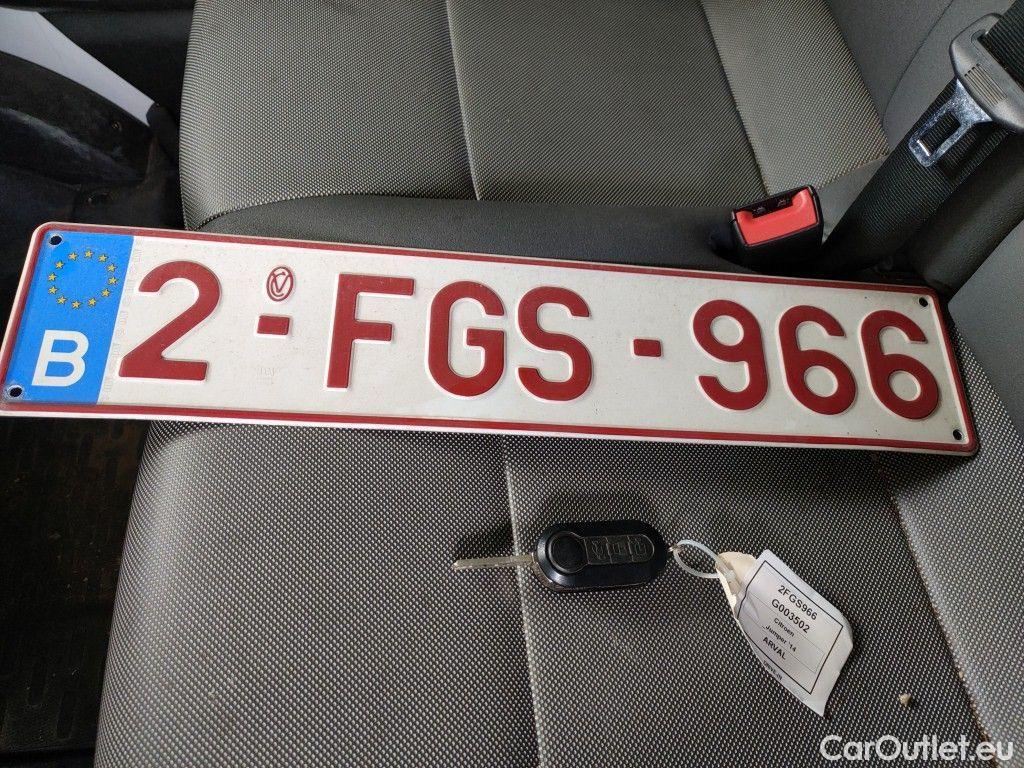 B 2-FGS-966
2FGS966
G003502
Citroen
Jumper '14
ARVAL
CarOutlet.eu